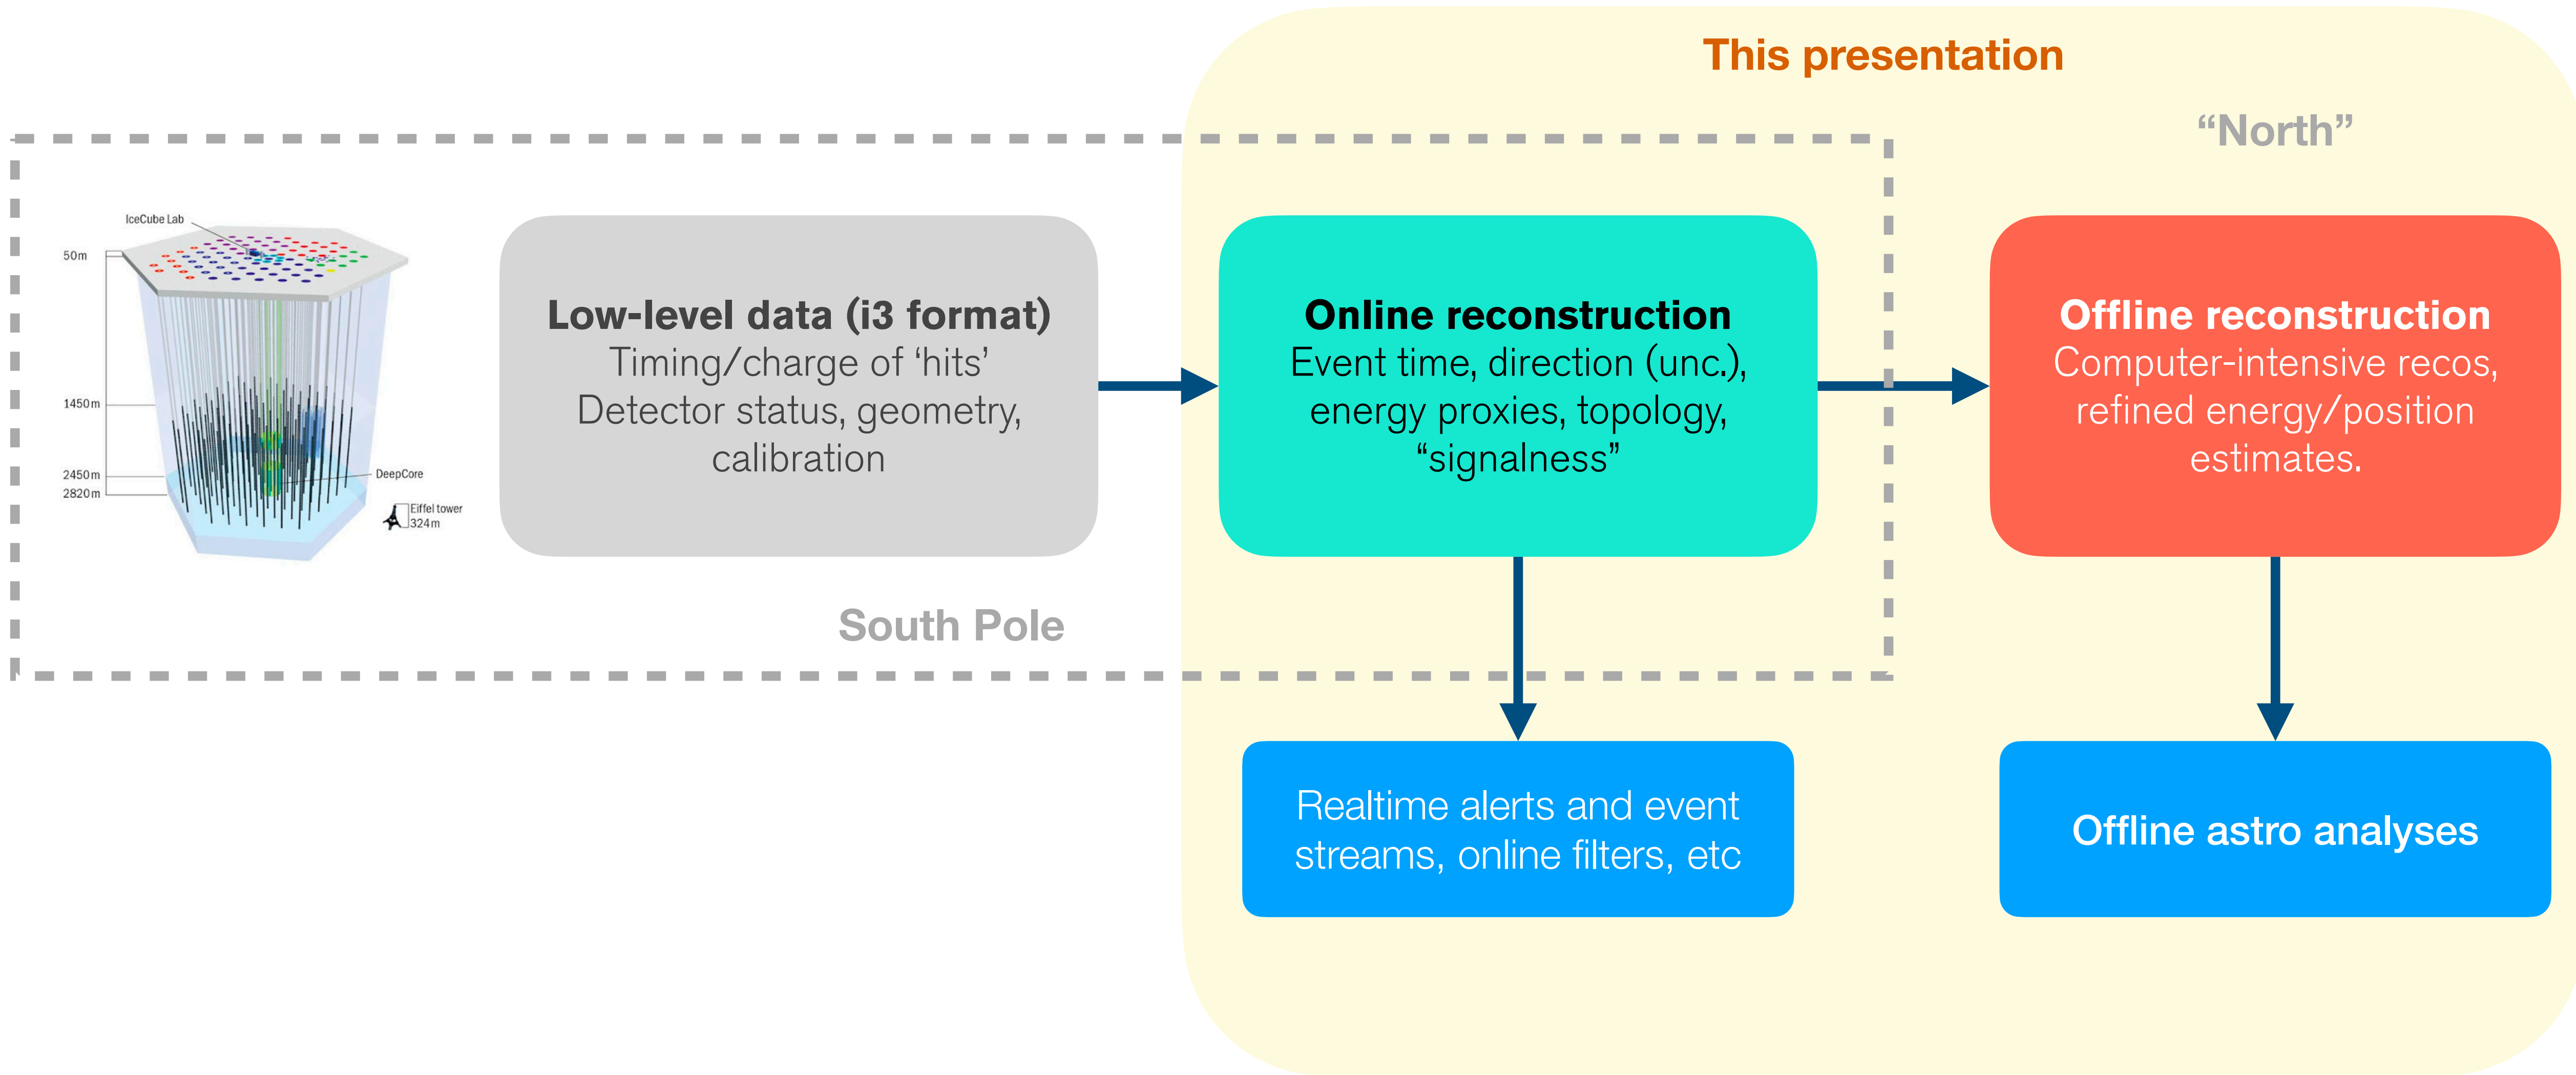 This presentation
“North”
IceCube Lab
50m
1450m
2450m
2820m
DeepCore
Eiffel tower
324m
Low-level data (i3 format)
Timing/charge of ‘hits’
Detector status, geometry,
calibration
Online reconstruction
Event time, direction (unc.),
energy proxies, topology,
“signalness”
Offline reconstruction
Computer-intensive recos,
refined energy/position
estimates.
South Pole
Realtime alerts and event
streams, online filters, etc
Offline astro analyses